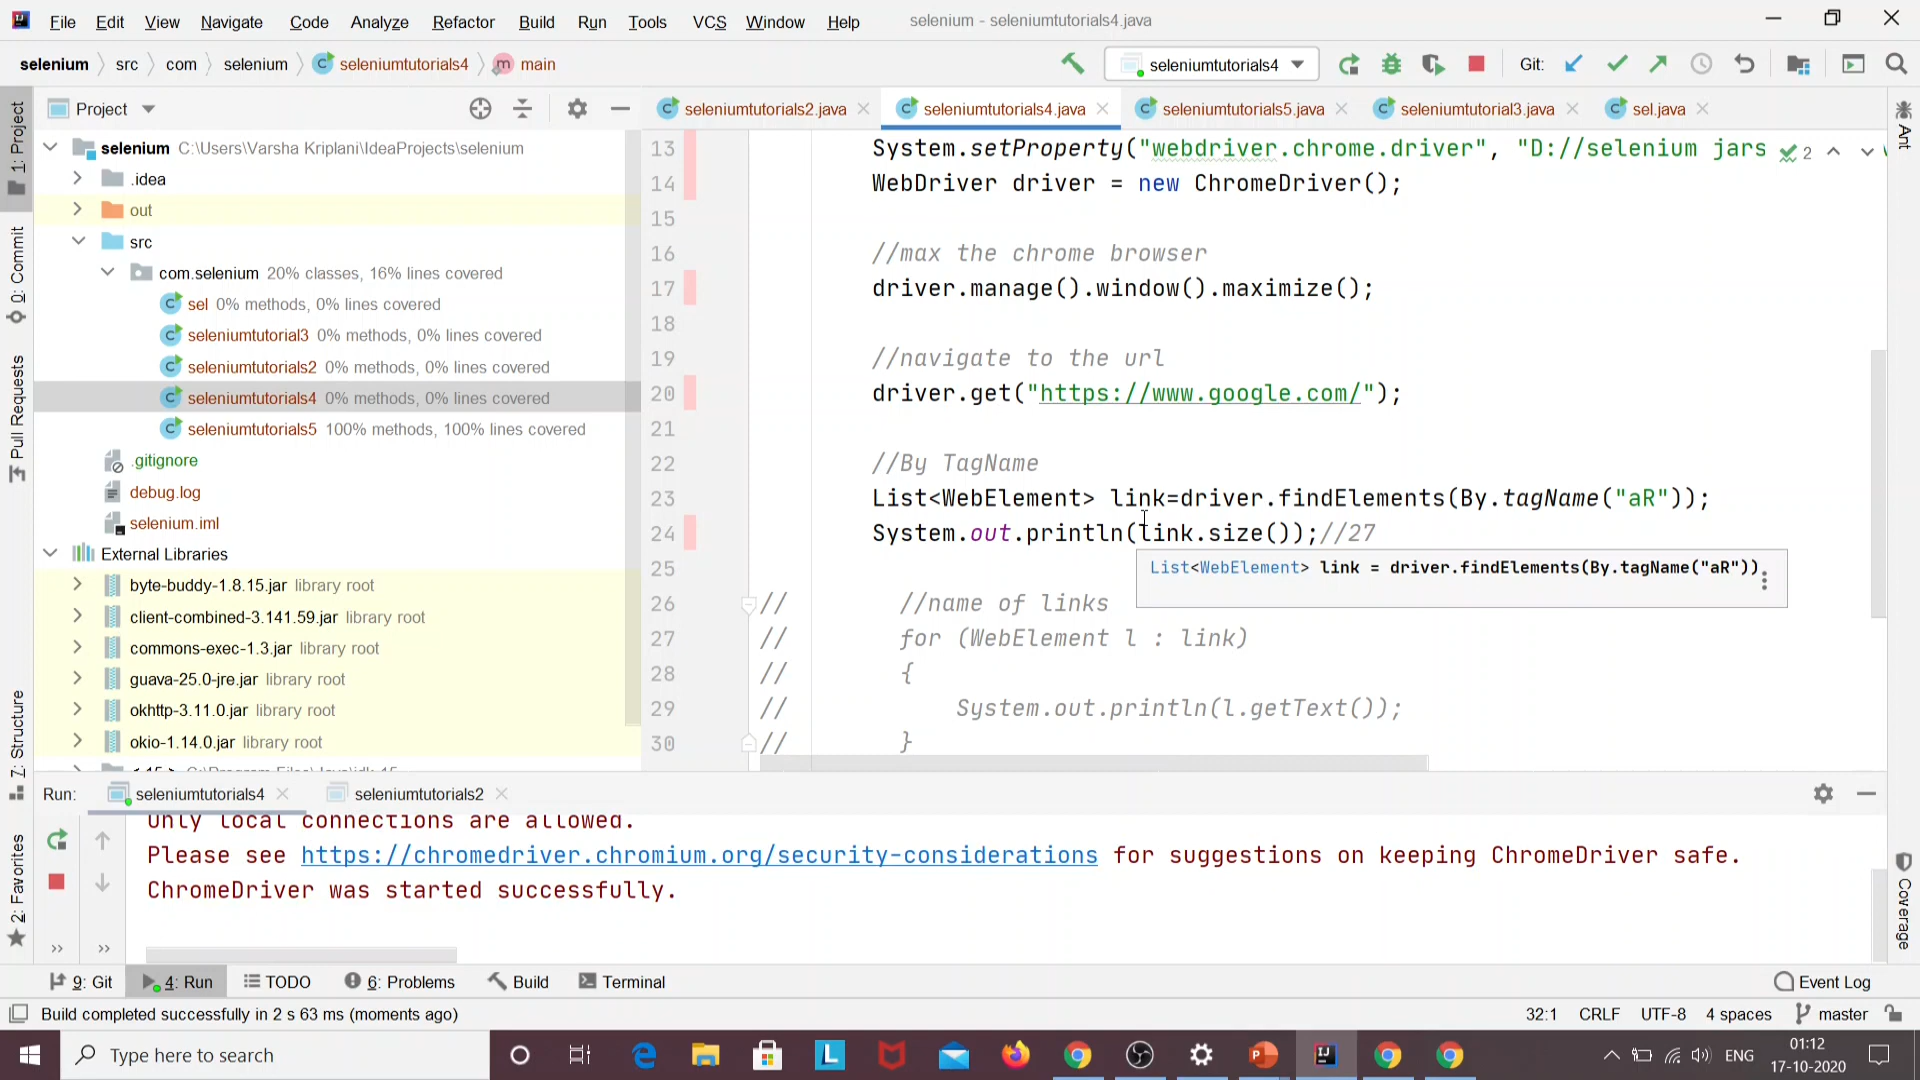 File Edit View Navigate Code Analyze Refactor Build Run Tools VCS Window Help selenium - seleniumtutorials4.java
selenium src com selenium seleniumtutorials4 main seleniumtutorials4 Git:
1: Project
0: Commit
Pull Requests
Z: Structure
2: Favorites
Project
selenium C:\Users\Varsha Kriplani\IdeaProjects\selenium
.idea
out
src
com.selenium 20% classes, 16% lines covered
sel 0% methods, 0% lines covered
seleniumtutorial3 0% methods, 0% lines covered
seleniumtutorials2 0% methods, 0% lines covered
seleniumtutorials4 0% methods, 0% lines covered
seleniumtutorials5 100% methods, 100% lines covered
.gitignore
debug.log
selenium.iml
External Libraries
byte-buddy-1.8.15.jar library root
client-combined-3.141.59.jar library root
commons-exec-1.3.jar library root
guava-25.0-jre.jar library root
okhttp-3.11.0.jar library root
okio-1.14.0.jar library root
seleniumtutorials2.java seleniumtutorials4.java seleniumtutorials5.java seleniumtutorial3.java sel.java
13 System.setProperty("webdriver.chrome.driver", "D://selenium jars 2
14 WebDriver driver = new ChromeDriver();
15
16 //max the chrome browser
17 driver.manage().window().maximize();
18
19 //navigate to the url
20 driver.get("https://www.google.com/");
21
22 //By TagName
23 List<WebElement> link=driver.findElements(By.tagName("aR"));
24 System.out.println(link.size());//27
25
List<WebElement> link = driver.findElements(By.tagName("aR"))
26 // //name of links
27 // for (WebElement l : link)
28 // {
29 // System.out.println(l.getText());
30 // }
Ant
Coverage
Run: seleniumtutorials4 seleniumtutorials2
Only local connections are allowed.
Please see https://chromedriver.chromium.org/security-considerations for suggestions on keeping ChromeDriver safe.
ChromeDriver was started successfully.
9: Git 4: Run TODO 6: Problems Build Terminal Event Log
Build completed successfully in 2 s 63 ms (moments ago) 32:1 CRLF UTF-8 4 spaces master
Type here to search ENG 01:12
17-10-2020